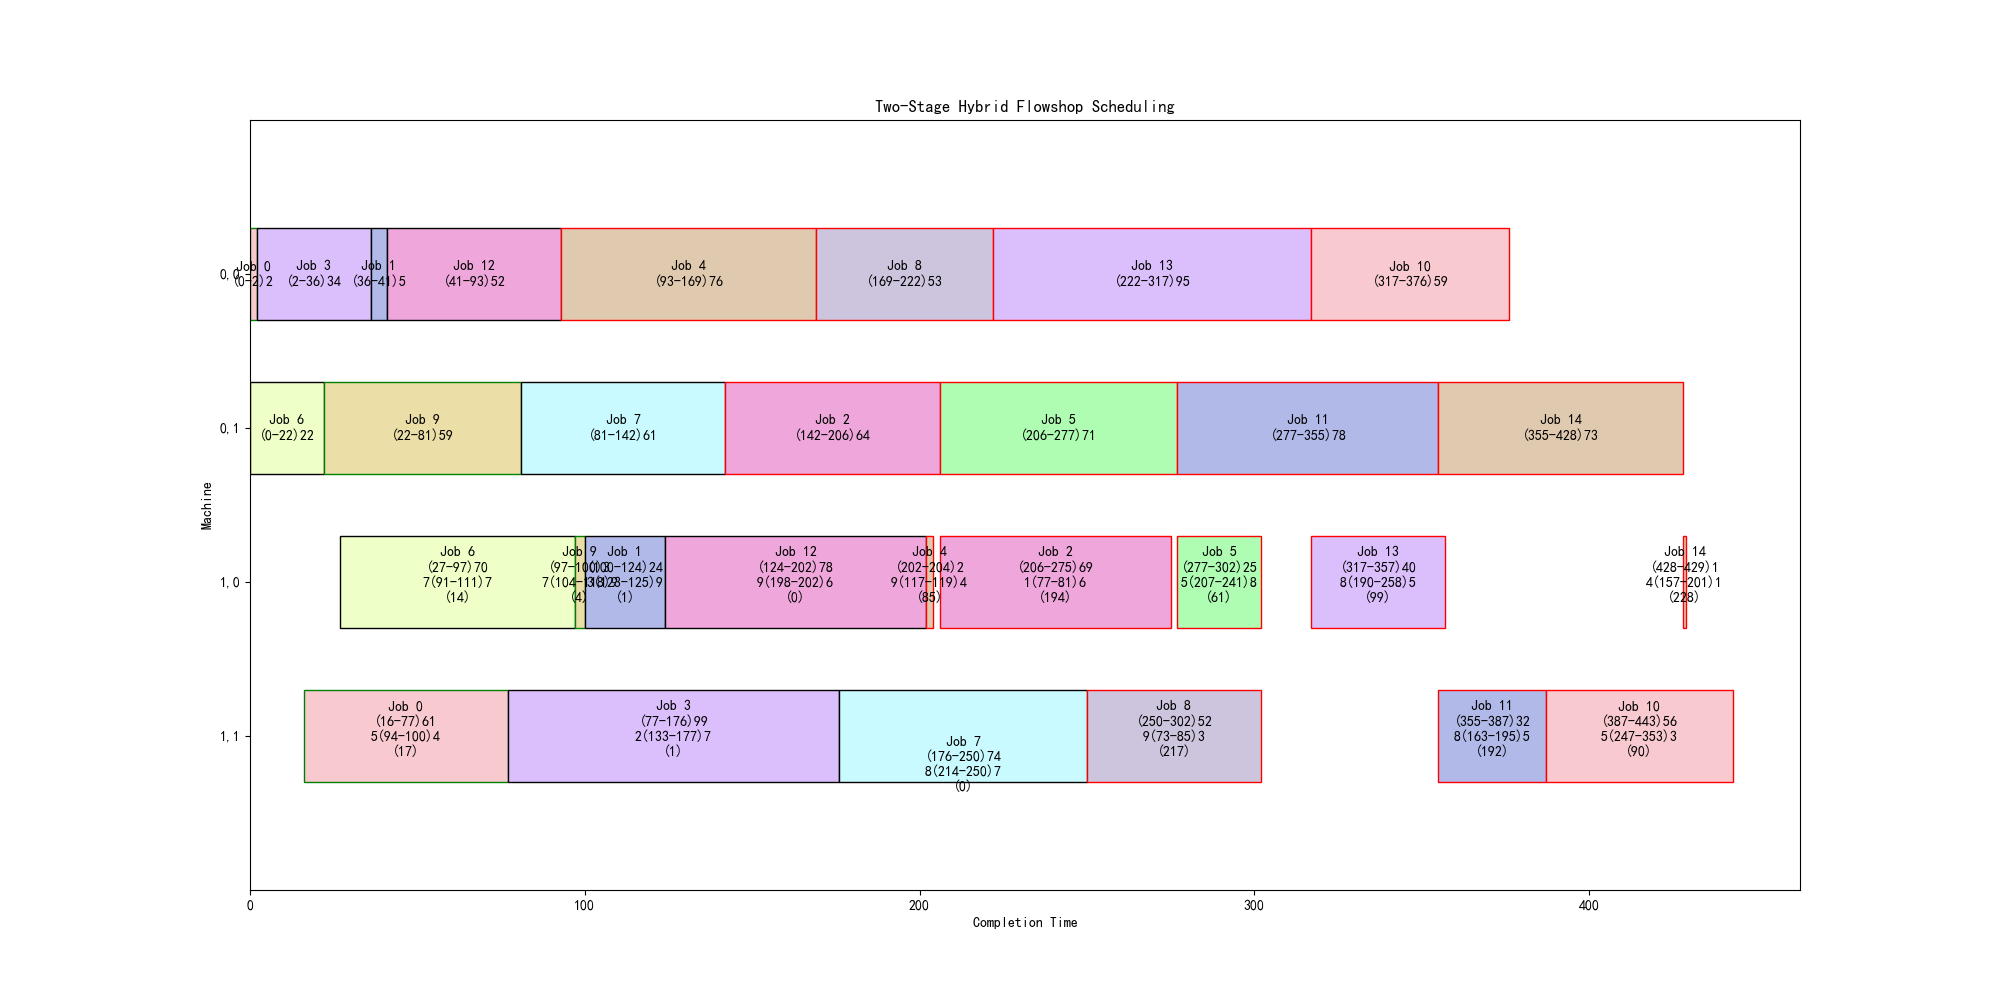 Two-Stage Hybrid Flowshop Scheduling
Machine
0,0
Job 0
(0-2)2
Job 3
(2-36)34
Job 1
(36-41)5
Job 12
(41-93)52
Job 4
(93-169)76
Job 8
(169-222)53
Job 13
(222-317)95
Job 10
(317-376)59
0,1
Job 6
(0-22)22
Job 9
(22-81)59
Job 7
(81-142)61
Job 2
(142-206)64
Job 5
(206-277)71
Job 11
(277-355)78
Job 14
(355-428)73
1,0
Job 6
(27-97)70
7(91-111)7
(14)
Job 9
(97-100)3
(4)
Job 1
(100-124)24
(1)
Job 12
(124-202)78
9(198-202)6
(0)
Job 4
(202-204)2
9(117-119)4
(85)
Job 2
(206-275)69
1(77-81)6
(194)
Job 5
(277-302)25
5(207-241)8
(61)
Job 13
(317-357)40
8(190-258)5
(99)
Job 14
(428-429)1
4(157-201)1
(228)
1,1
Job 0
(16-77)61
5(94-100)4
(17)
Job 3
(77-176)99
2(133-177)7
(1)
Job 7
(176-250)74
8(214-250)7
(0)
Job 8
(250-302)52
9(73-85)3
(217)
Job 11
(355-387)32
8(163-195)5
(192)
Job 10
(387-443)56
5(247-353)3
(90)
0
100
200
300
400
Completion Time